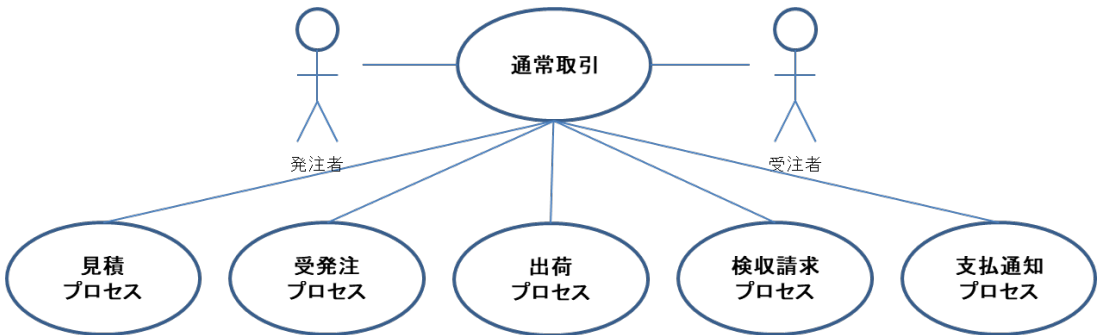 通常取引
発注者
受注者
見積
プロセス
受発注
プロセス
出荷
プロセス
検収請求
プロセス
支払通知
プロセス